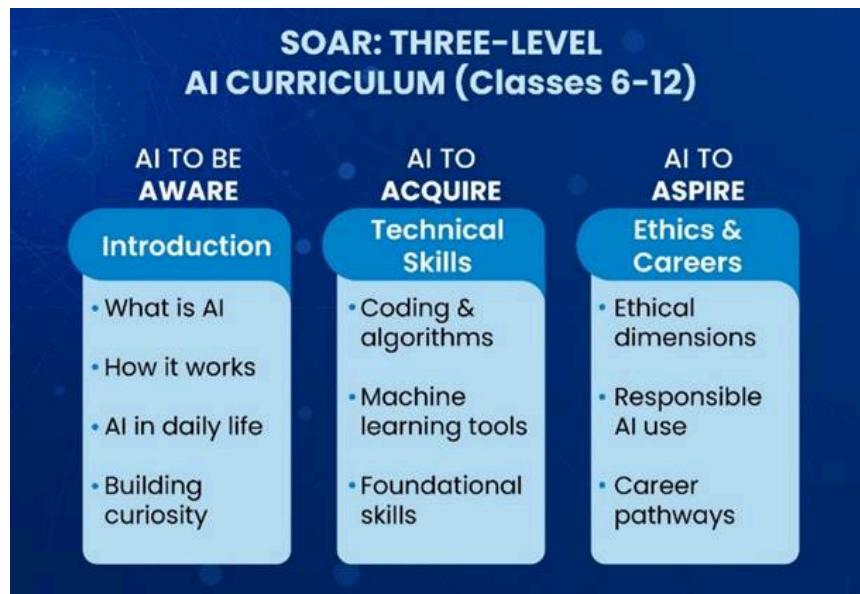 SOAR: THREE-LEVEL
AI CURRICULUM (Classes 6-12)
AI TO BE
AWARE
Introduction
• What is AI
• How it works
• AI in daily life
• Building
curiosity
AI TO
ACQUIRE
Technical
Skills
• Coding &
algorithms
• Machine
learning tools
• Foundational
skills
AI TO
ASPIRE
Ethics &
Careers
• Ethical
dimensions
• Responsible
AI use
• Career
pathways